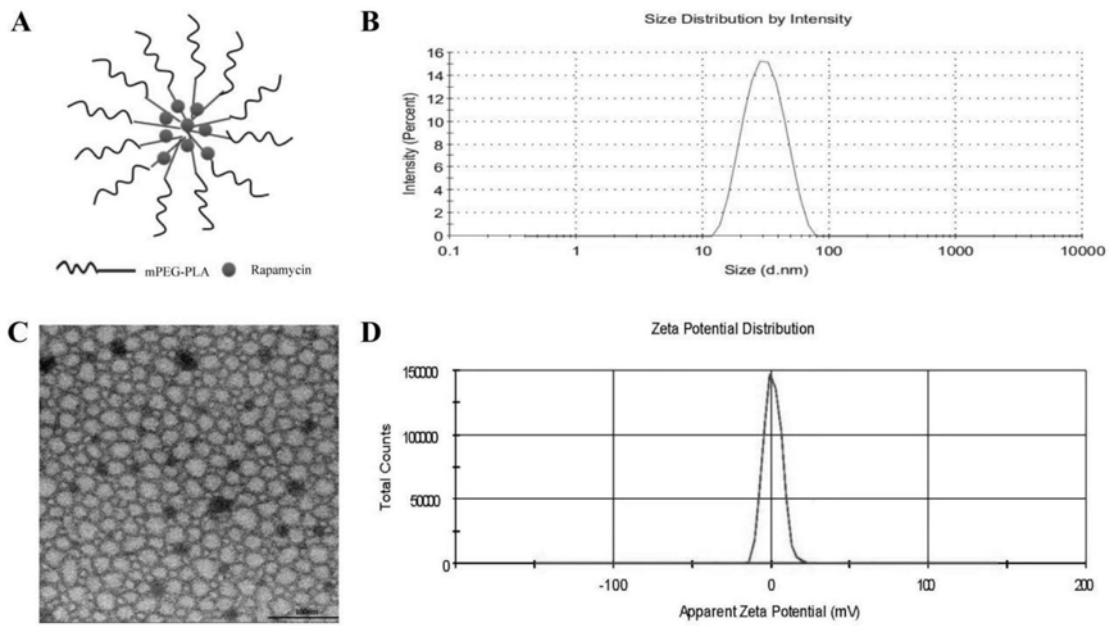 A
mPEG-PLA
Rapamycin
B
Size Distribution by Intensity
Intensity (Percent)
16
14
12
10
8
6
4
2
0
0.1
1
10
100
1000
10000
Size (d.nm)
C
100nm
D
Zeta Potential Distribution
Total Counts
150000
100000
50000
0
-100
0
100
200
Apparent Zeta Potential (mV)